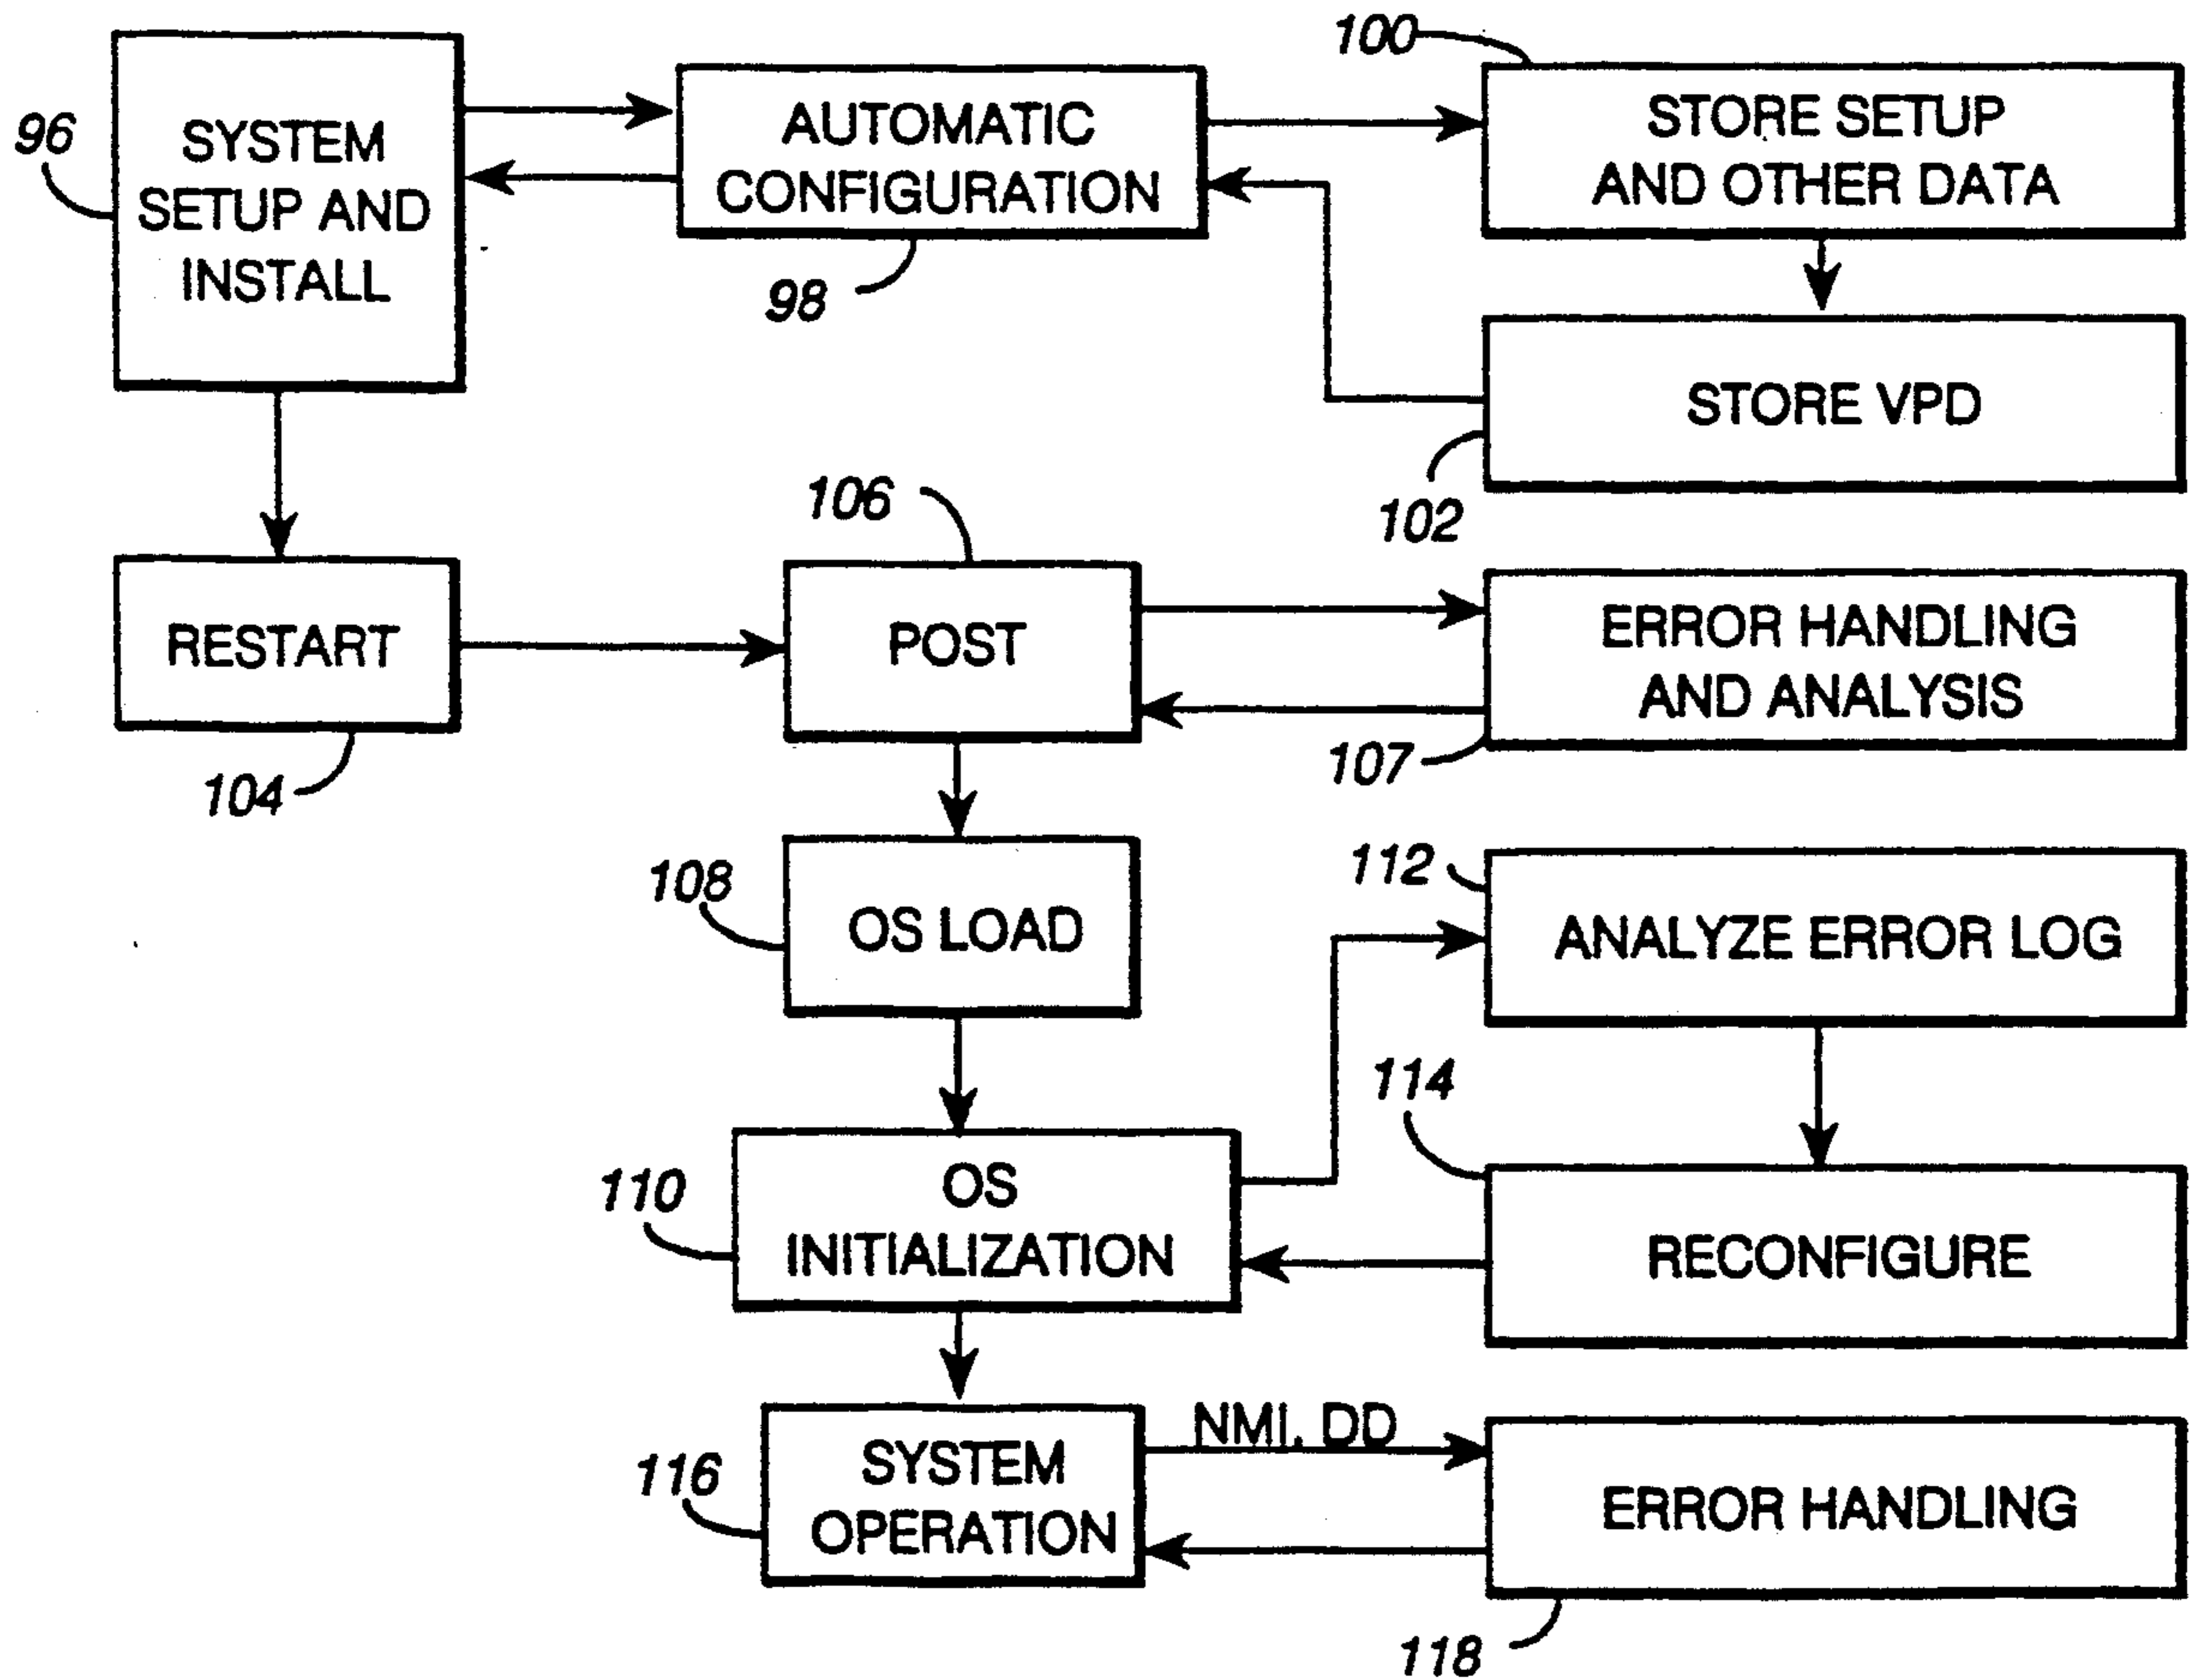 100
96
SYSTEM
SETUP AND
INSTALL
AUTOMATIC
CONFIGURATION
98
STORE SETUP
AND OTHER DATA
STORE VPD
102
RESTART
104
106
POST
ERROR HANDLING
AND ANALYSIS
107
108
OS LOAD
112
ANALYZE ERROR LOG
110
OS
INITIALIZATION
114
RECONFIGURE
116
SYSTEM
OPERATION
NMI, DD
ERROR HANDLING
118